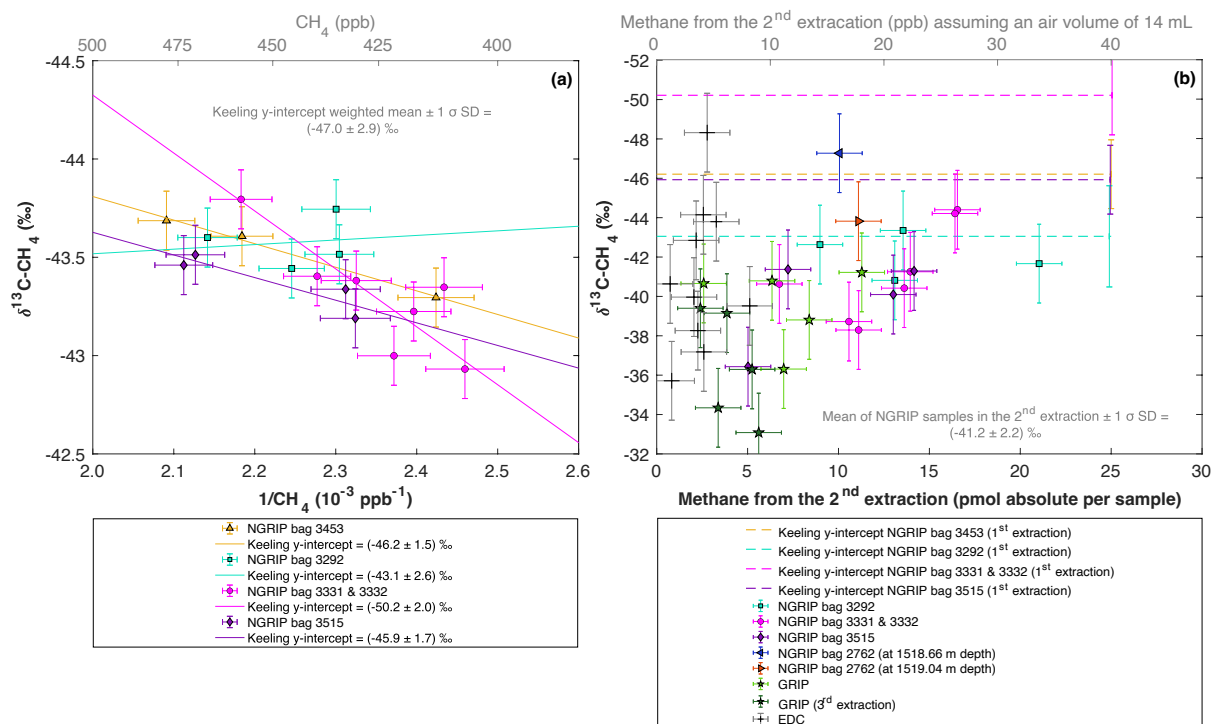 CH4 (ppb)
500 475 450 425 400
-44.5
-44
-43.5
-43
-42.5
δ13C-CH4 (‰)
(a)
Keeling y-intercept weighted mean ± 1 σ SD =
(-47.0 ± 2.9) ‰
2.0 2.1 2.2 2.3 2.4 2.5 2.6
1/CH4 (10-3 ppb-1)
NGRIP bag 3453
Keeling y-intercept = (-46.2 ± 1.5) ‰
NGRIP bag 3292
Keeling y-intercept = (-43.1 ± 2.6) ‰
NGRIP bag 3331 & 3332
Keeling y-intercept = (-50.2 ± 2.0) ‰
NGRIP bag 3515
Keeling y-intercept = (-45.9 ± 1.7) ‰
Methane from the 2nd extracation (ppb) assuming an air volume of 14 mL
0 10 20 30 40
-52
-50
-48
-46
-44
-42
-40
-38
-36
-34
-32
δ13C-CH4 (‰)
(b)
Mean of NGRIP samples in the 2nd extraction ± 1 σ SD =
(-41.2 ± 2.2) ‰
0 5 10 15 20 25 30
Methane from the 2nd extraction (pmol absolute per sample)
Keeling y-intercept NGRIP bag 3453 (1st extraction)
Keeling y-intercept NGRIP bag 3292 (1st extraction)
Keeling y-intercept NGRIP bag 3331 & 3332 (1st extraction)
Keeling y-intercept NGRIP bag 3515 (1st extraction)
NGRIP bag 3292
NGRIP bag 3331 & 3332
NGRIP bag 3515
NGRIP bag 2762 (at 1518.66 m depth)
NGRIP bag 2762 (at 1519.04 m depth)
GRIP
GRIP (3rd extraction)
EDC